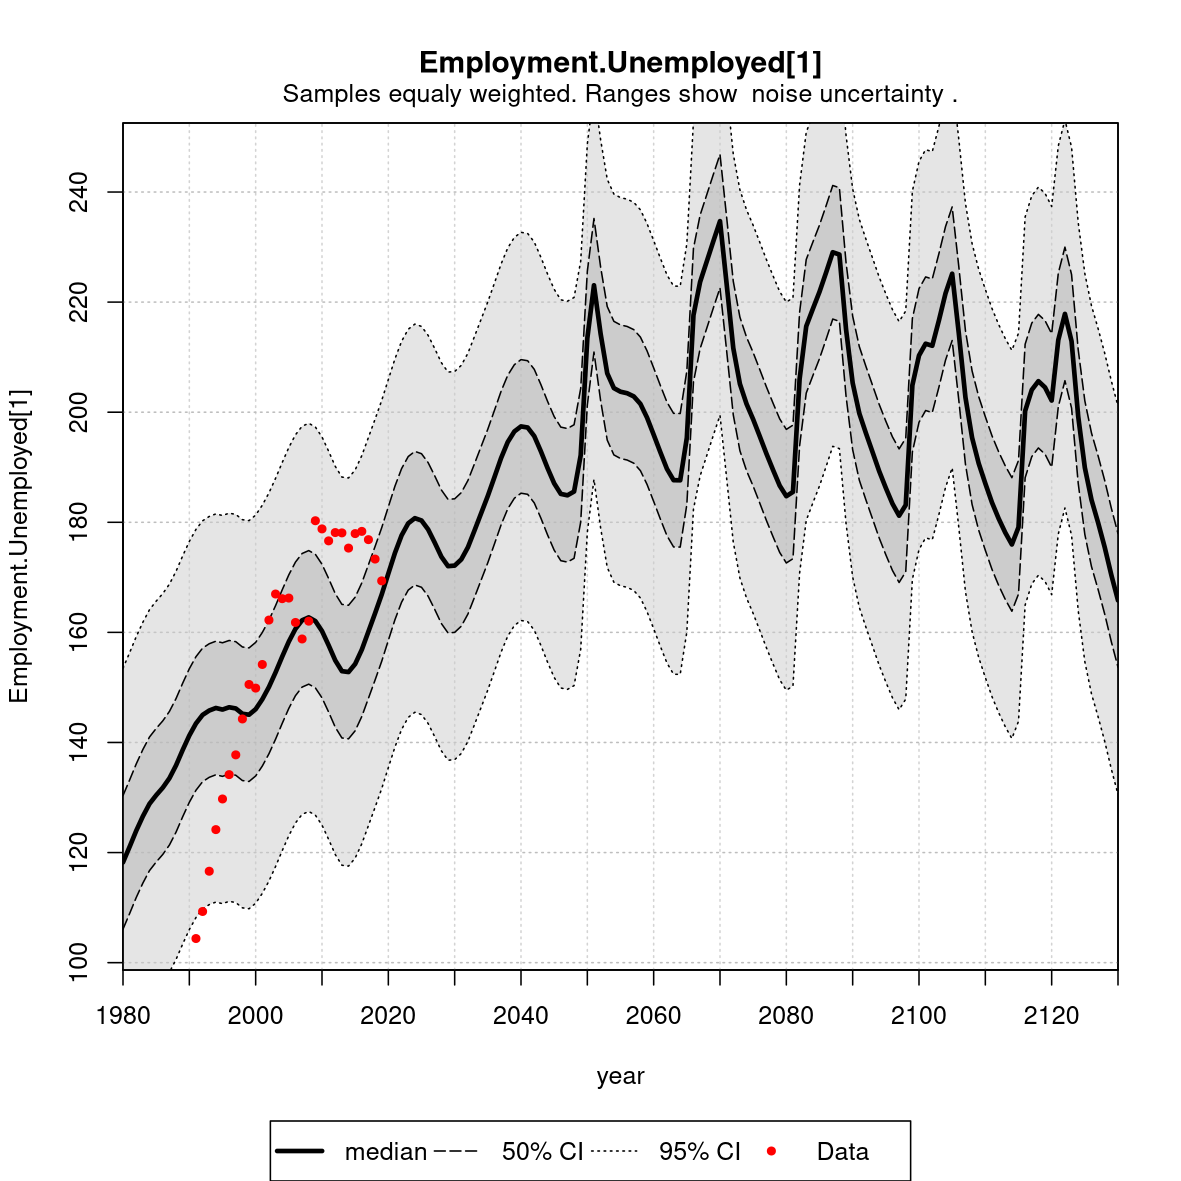 Employment.Unemployed[1]
Samples equaly weighted. Ranges show  noise uncertainty .
Employment.Unemployed[1]
240
220
200
180
160
140
120
100
1980 2000 2020 2040 2060 2080 2100 2120
year
median 50% CI 95% CI Data